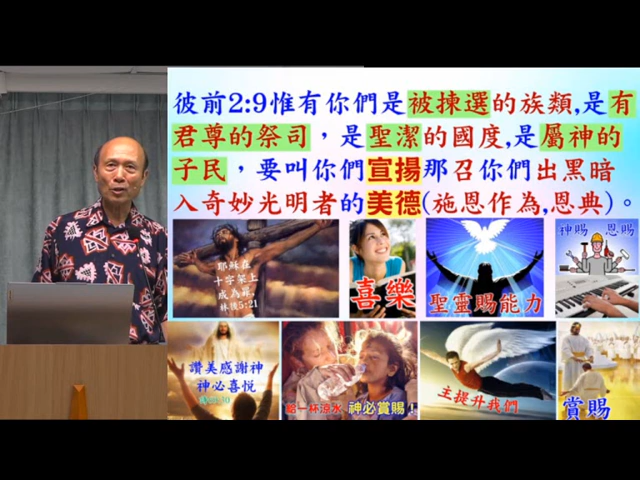 彼前2:9惟有你們是被揀選的族類,是有
君尊的祭司，是聖潔的國度,是屬神的
子民，要叫你們宣揚那召你們出黑暗
入奇妙光明者的美德(施恩作為,恩典)。
耶穌在
十字架上
成為罪
林後5:21
喜樂
聖靈賜能力
神賜 恩賜
讚美感謝神
神必喜悅
給一杯涼水 神必賞賜！
主提升我們
賞賜